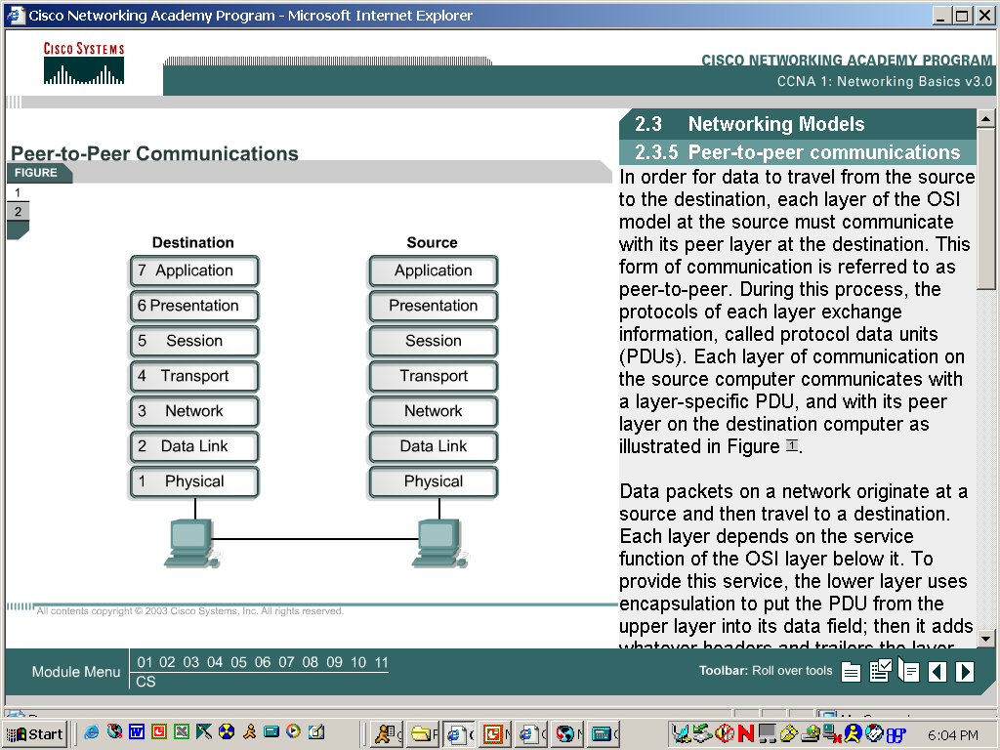 Cisco Networking Academy Program - Microsoft Internet Explorer
CISCO SYSTEMS
CISCO NETWORKING ACADEMY PROGRAM
CCNA 1: Networking Basics v3.0
Peer-to-Peer Communications
FIGURE
1
2
Destination
7 Application
6 Presentation
5 Session
4 Transport
3 Network
2 Data Link
1 Physical
Source
Application
Presentation
Session
Transport
Network
Data Link
Physical
All contents copyright © 2003 Cisco Systems, Inc. All rights reserved.
2.3 Networking Models
2.3.5 Peer-to-peer communications
In order for data to travel from the source
to the destination, each layer of the OSI
model at the source must communicate
with its peer layer at the destination. This
form of communication is referred to as
peer-to-peer. During this process, the
protocols of each layer exchange
information, called protocol data units
(PDUs). Each layer of communication on
the source computer communicates with
a layer-specific PDU, and with its peer
layer on the destination computer as
illustrated in Figure 1.
Data packets on a network originate at a
source and then travel to a destination.
Each layer depends on the service
function of the OSI layer below it. To
provide this service, the lower layer uses
encapsulation to put the PDU from the
upper layer into its data field; then it adds
whatever headers and trailers the layer
Module Menu
01 02 03 04 05 06 07 08 09 10 11
CS
Toolbar: Roll over tools
Start
6:04 PM